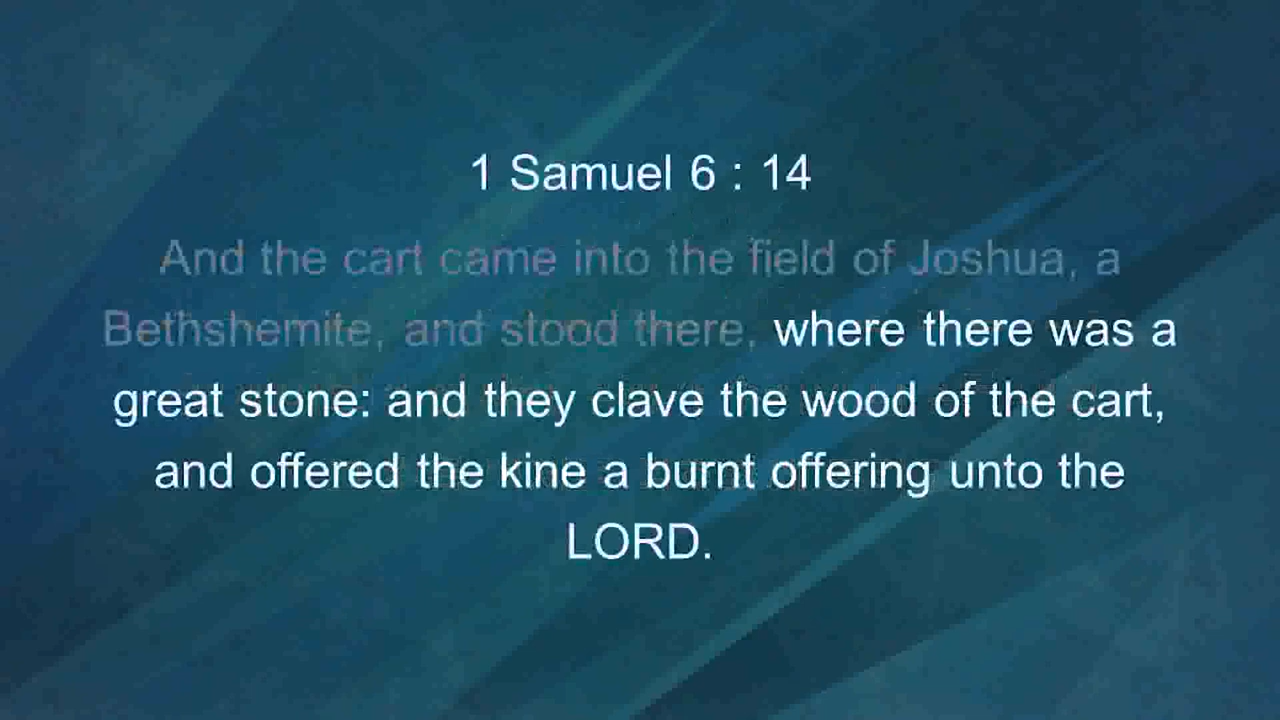 1 Samuel 6 : 14
And the cart came into the field of Joshua, a
Bethshemite, and stood there, where there was a
great stone: and they clave the wood of the cart,
and offered the kine a burnt offering unto the
LORD.